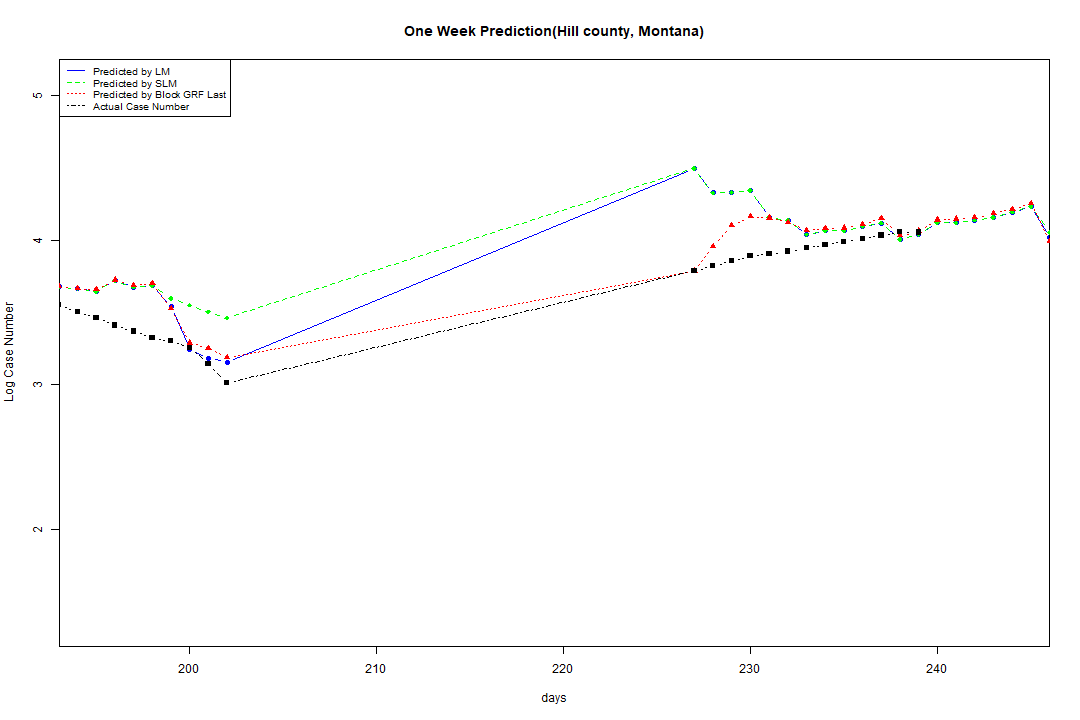 One Week Prediction(Hill county, Montana)
Predicted by LM
Predicted by SLM
Predicted by Block GRF Last
Actual Case Number
5
4
3
2
Log Case Number
200 210 220 230 240
days